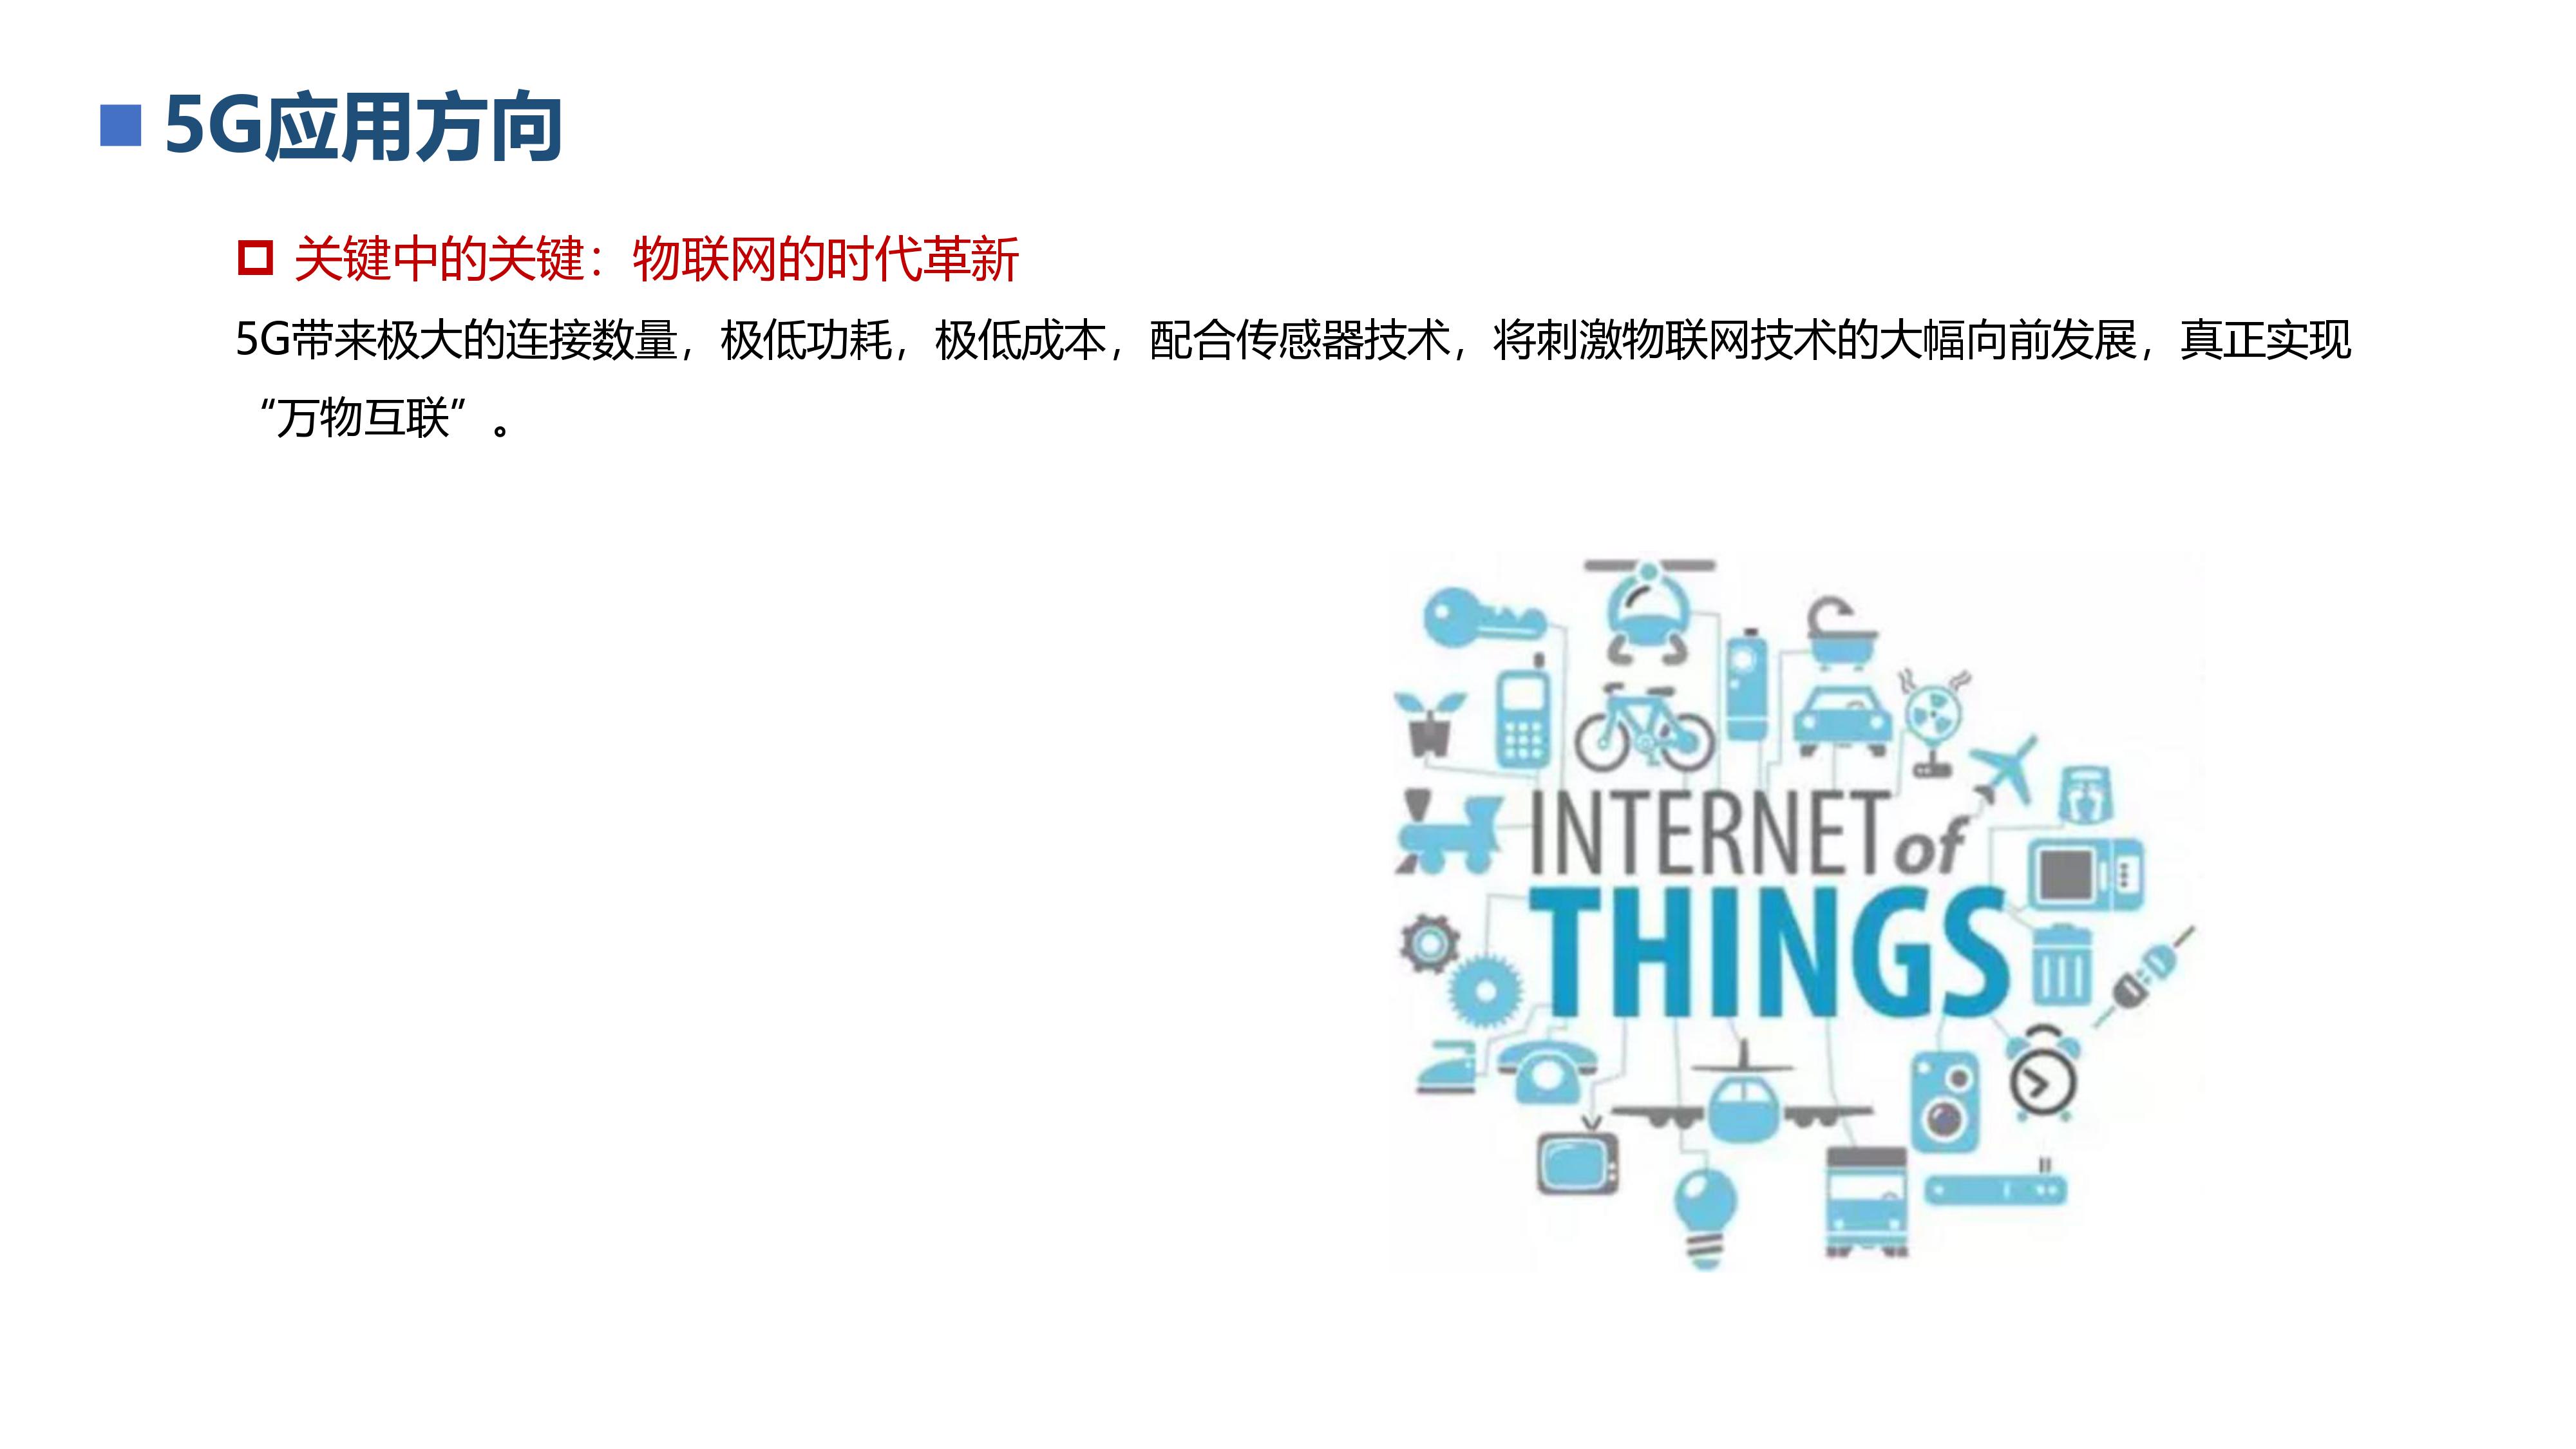 5G应用方向
关键中的关键：物联网的时代革新
5G带来极大的连接数量，极低功耗，极低成本，配合传感器技术，将刺激物联网技术的大幅向前发展，真正实现
“万物互联”。
INTERNET of
THINGS